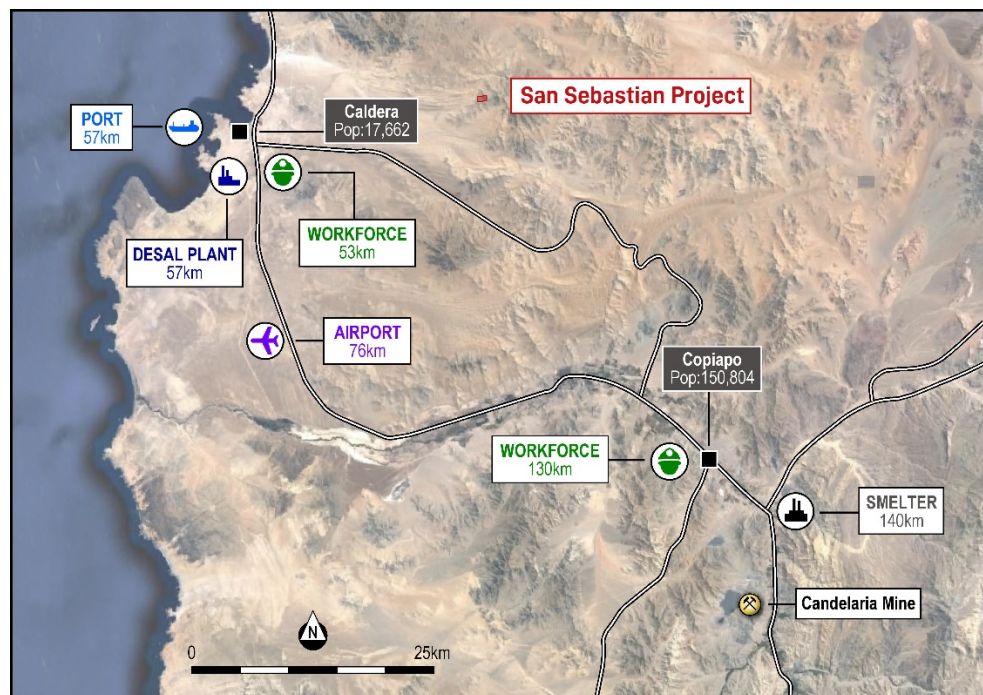 San Sebastian Project
Caldera
Pop:17,662
PORT
57km
WORKFORCE
53km
DESAL PLANT
57km
AIRPORT
76km
Copiapo
Pop:150,804
WORKFORCE
130km
SMELTER
140km
Candelaria Mine
N
0 25km